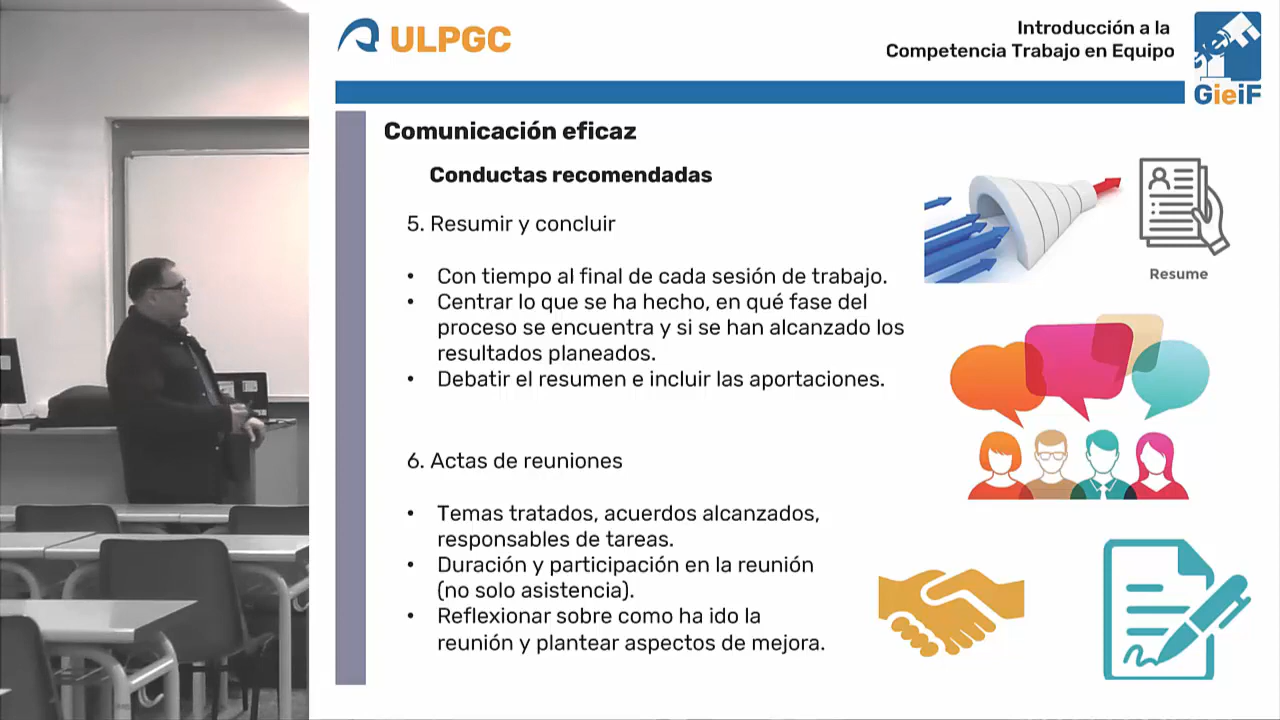 ULPGC
Introducción a la
Competencia Trabajo en Equipo
GieiF
Comunicación eficaz
Conductas recomendadas
5. Resumir y concluir
• Con tiempo al final de cada sesión de trabajo.
• Centrar lo que se ha hecho, en qué fase del
proceso se encuentra y si se han alcanzado los
resultados planeados.
• Debatir el resumen e incluir las aportaciones.
Resume
6. Actas de reuniones
• Temas tratados, acuerdos alcanzados,
responsables de tareas.
• Duración y participación en la reunión
(no solo asistencia).
• Reflexionar sobre como ha ido la
reunión y plantear aspectos de mejora.